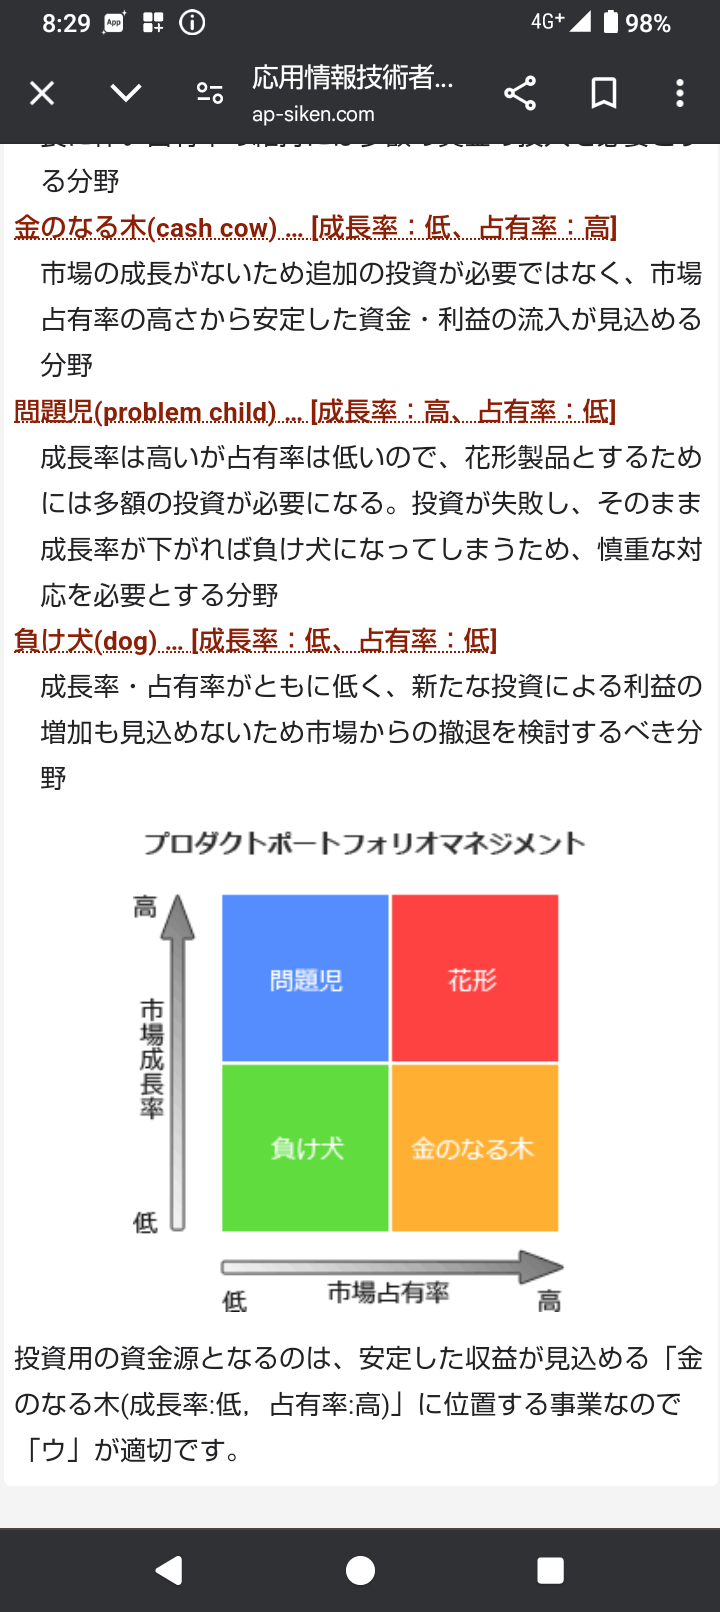 8:29
4G+ 98%
応用情報技術者...
ap-siken.com
る分野
金のなる木(cash cow) ... [成長率：低、占有率：高]
市場の成長がないため追加の投資が必要ではなく、市場
占有率の高さから安定した資金・利益の流入が見込める
分野
問題児(problem child) ... [成長率：高、占有率：低]
成長率は高いが占有率は低いので、花形製品とするため
には多額の投資が必要になる。投資が失敗し、そのまま
成長率が下がれば負け犬になってしまうため、慎重な対
応を必要とする分野
負け犬(dog) ... [成長率：低、占有率：低]
成長率・占有率がともに低く、新たな投資による利益の
増加も見込めないため市場からの撤退を検討するべき分
野
プロダクトポートフォリオマネジメント
高
市場成長率
低
問題児
花形
負け犬
金のなる木
市場占有率
低
高
投資用の資金源となるのは、安定した収益が見込める「金
のなる木(成長率:低，占有率:高)」に位置する事業なので
「ウ」が適切です。